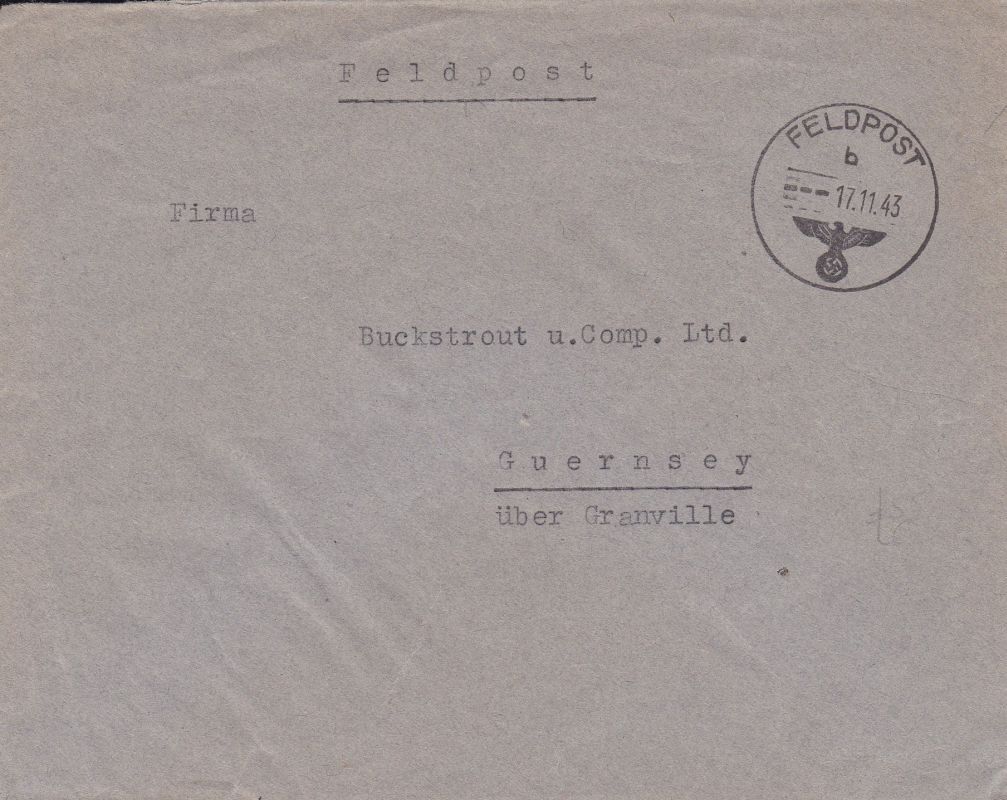 Feldpost
FELDPOST
b
17.11.43
Firma
Buckstrout u.Comp. Ltd.
Guernsey
über Granville